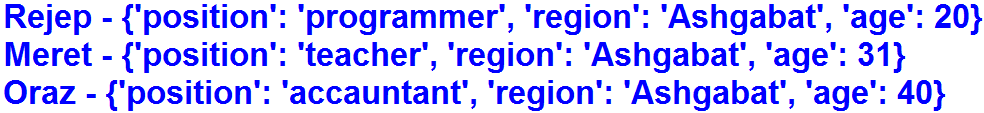 Rejep - {'position': 'programmer', 'region': 'Ashgabat', 'age': 20}
Meret - {'position': 'teacher', 'region': 'Ashgabat', 'age': 31}
Oraz - {'position': 'accauntant', 'region': 'Ashgabat', 'age': 40}